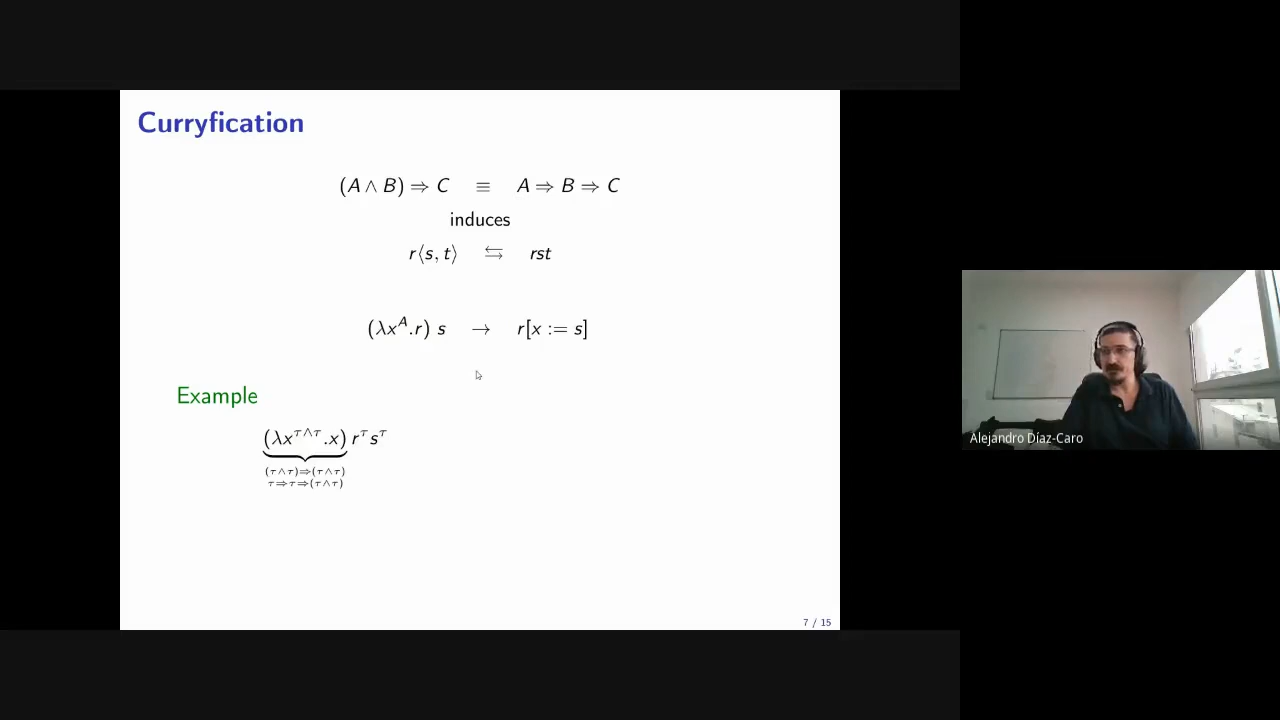 Curryfication
(A ∧ B) ⇒ C ≡ A ⇒ B ⇒ C
induces
r⟨s, t⟩ ⇆ rst
(λx^A.r) s → r[x := s]
Example
(λx^{τ∧τ}.x) r^τ s^τ
(τ∧τ)⇒(τ∧τ)
τ⇒τ⇒(τ∧τ)
7 / 15
Alejandro Díaz-Caro